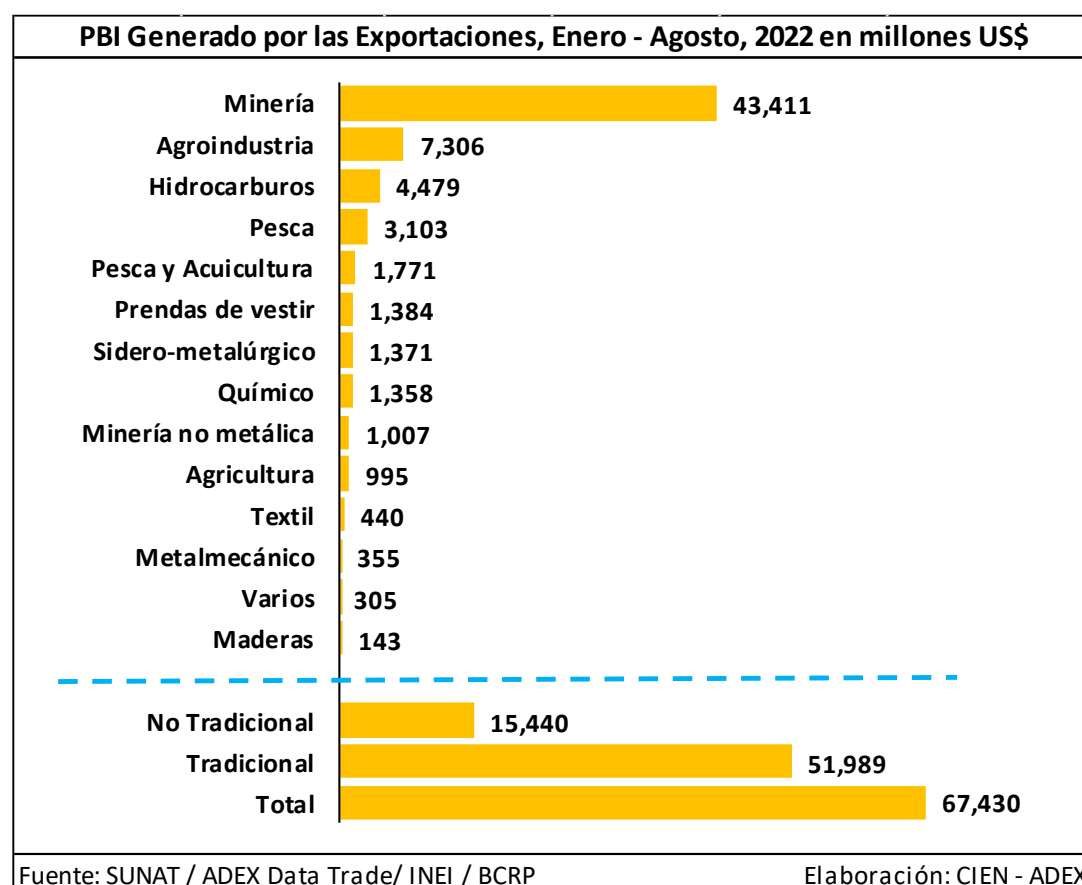 PBI Generado por las Exportaciones, Enero - Agosto, 2022 en millones US$
Minería 43,411
Agroindustria 7,306
Hidrocarburos 4,479
Pesca 3,103
Pesca y Acuicultura 1,771
Prendas de vestir 1,384
Sidero-metalúrgico 1,371
Químico 1,358
Minería no metálica 1,007
Agricultura 995
Textil 440
Metalmecánico 355
Varios 305
Maderas 143
No Tradicional 15,440
Tradicional 51,989
Total 67,430
Fuente: SUNAT / ADEX Data Trade/ INEI / BCRP Elaboración: CIEN - ADEX